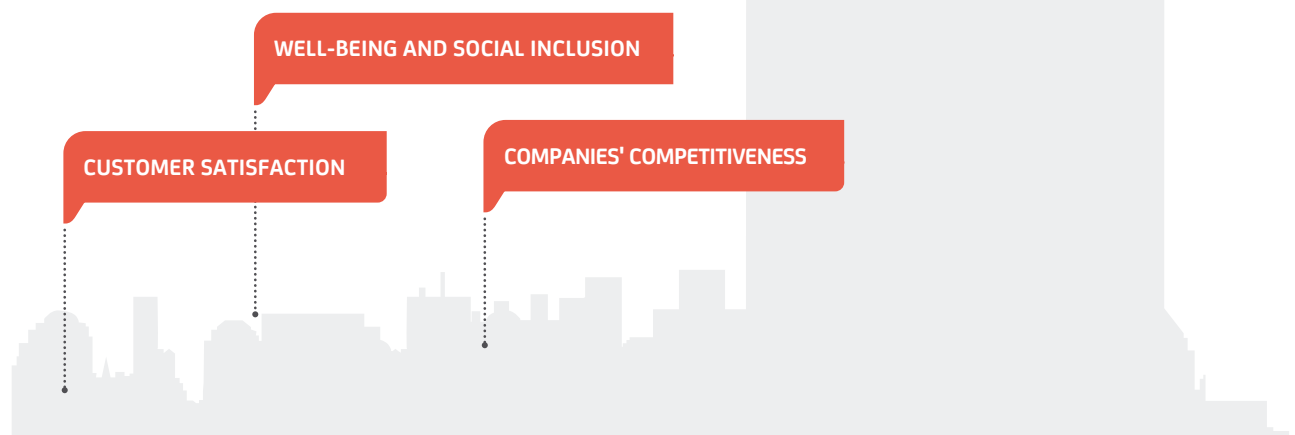 WELL-BEING AND SOCIAL INCLUSION
CUSTOMER SATISFACTION
COMPANIES' COMPETITIVENESS